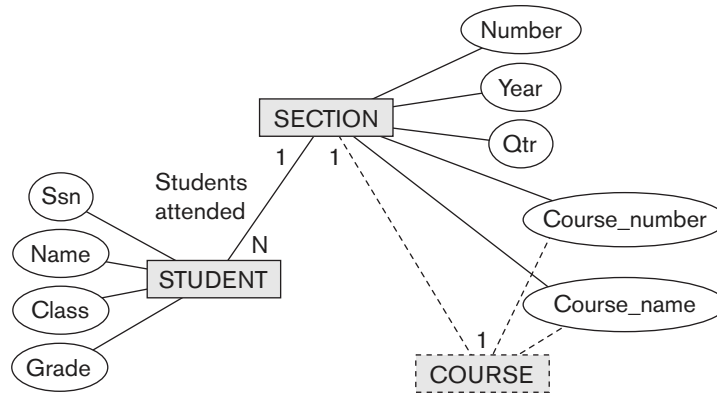 Number
Year
SECTION
Qtr
1
1
Students
attended
Ssn
Course_number
Name
N
STUDENT
Class
Course_name
1
Grade
COURSE